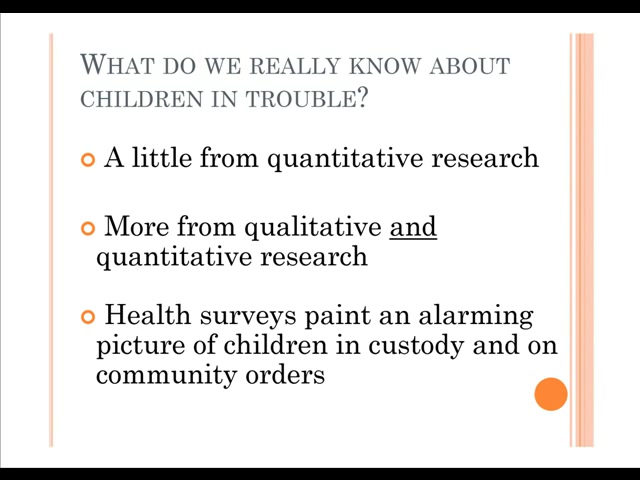 What do we really know about
children in trouble?
A little from quantitative research
More from qualitative and
quantitative research
Health surveys paint an alarming
picture of children in custody and on
community orders